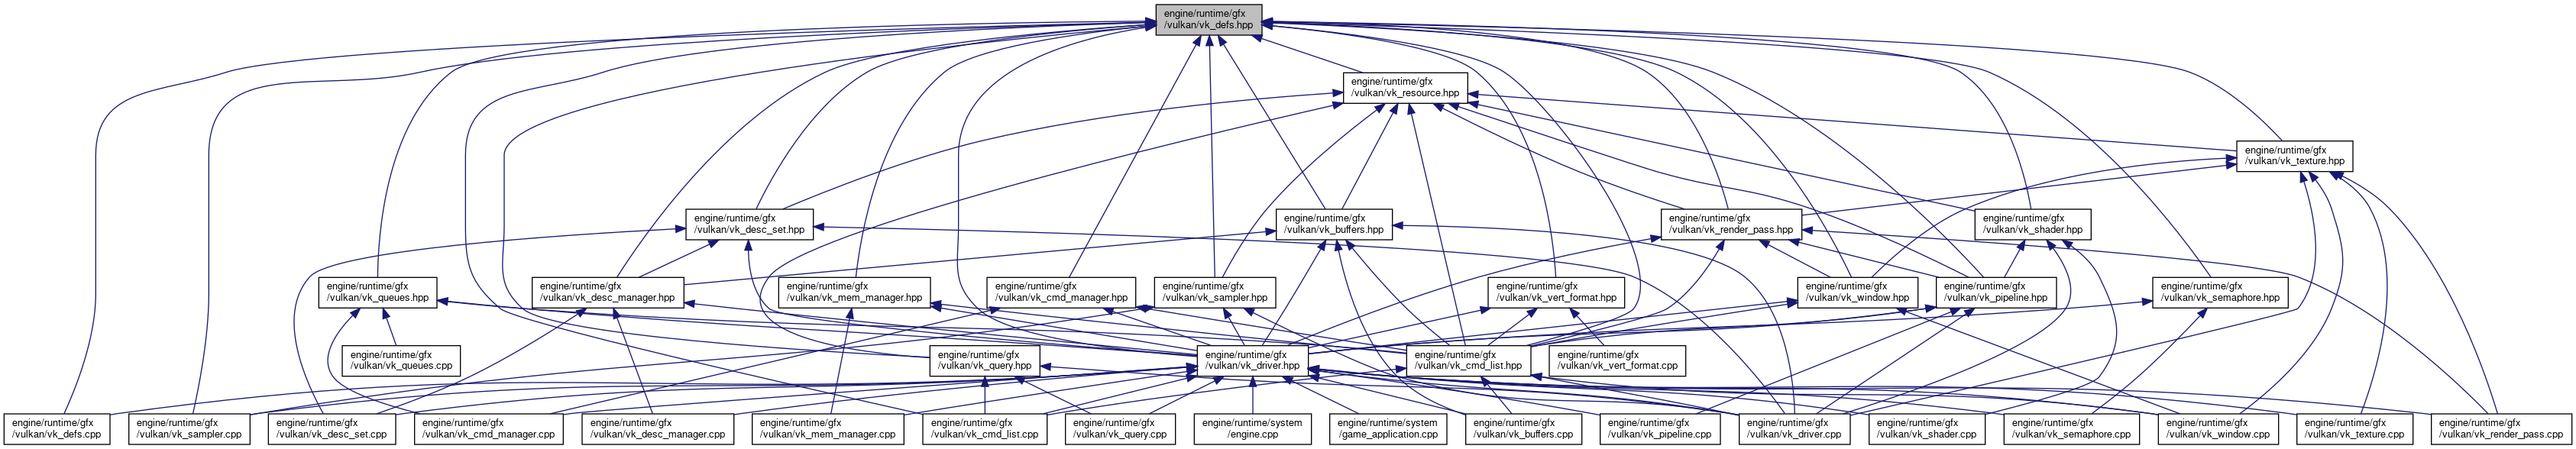 engine/runtime/gfx
/vulkan/vk_defs.hpp
engine/runtime/gfx
/vulkan/vk_resource.hpp
engine/runtime/gfx
/vulkan/vk_texture.hpp
engine/runtime/gfx
/vulkan/vk_desc_set.hpp
engine/runtime/gfx
/vulkan/vk_buffers.hpp
engine/runtime/gfx
/vulkan/vk_render_pass.hpp
engine/runtime/gfx
/vulkan/vk_shader.hpp
engine/runtime/gfx
/vulkan/vk_queues.hpp
engine/runtime/gfx
/vulkan/vk_desc_manager.hpp
engine/runtime/gfx
/vulkan/vk_mem_manager.hpp
engine/runtime/gfx
/vulkan/vk_cmd_manager.hpp
engine/runtime/gfx
/vulkan/vk_sampler.hpp
engine/runtime/gfx
/vulkan/vk_vert_format.hpp
engine/runtime/gfx
/vulkan/vk_window.hpp
engine/runtime/gfx
/vulkan/vk_pipeline.hpp
engine/runtime/gfx
/vulkan/vk_semaphore.hpp
engine/runtime/gfx
/vulkan/vk_queues.cpp
engine/runtime/gfx
/vulkan/vk_query.hpp
engine/runtime/gfx
/vulkan/vk_driver.hpp
engine/runtime/gfx
/vulkan/vk_cmd_list.hpp
engine/runtime/gfx
/vulkan/vk_vert_format.cpp
engine/runtime/gfx
/vulkan/vk_defs.cpp
engine/runtime/gfx
/vulkan/vk_sampler.cpp
engine/runtime/gfx
/vulkan/vk_desc_set.cpp
engine/runtime/gfx
/vulkan/vk_cmd_manager.cpp
engine/runtime/gfx
/vulkan/vk_desc_manager.cpp
engine/runtime/gfx
/vulkan/vk_mem_manager.cpp
engine/runtime/gfx
/vulkan/vk_cmd_list.cpp
engine/runtime/gfx
/vulkan/vk_query.cpp
engine/runtime/system
/engine.cpp
engine/runtime/system
/game_application.cpp
engine/runtime/gfx
/vulkan/vk_buffers.cpp
engine/runtime/gfx
/vulkan/vk_pipeline.cpp
engine/runtime/gfx
/vulkan/vk_driver.cpp
engine/runtime/gfx
/vulkan/vk_shader.cpp
engine/runtime/gfx
/vulkan/vk_semaphore.cpp
engine/runtime/gfx
/vulkan/vk_window.cpp
engine/runtime/gfx
/vulkan/vk_texture.cpp
engine/runtime/gfx
/vulkan/vk_render_pass.cpp